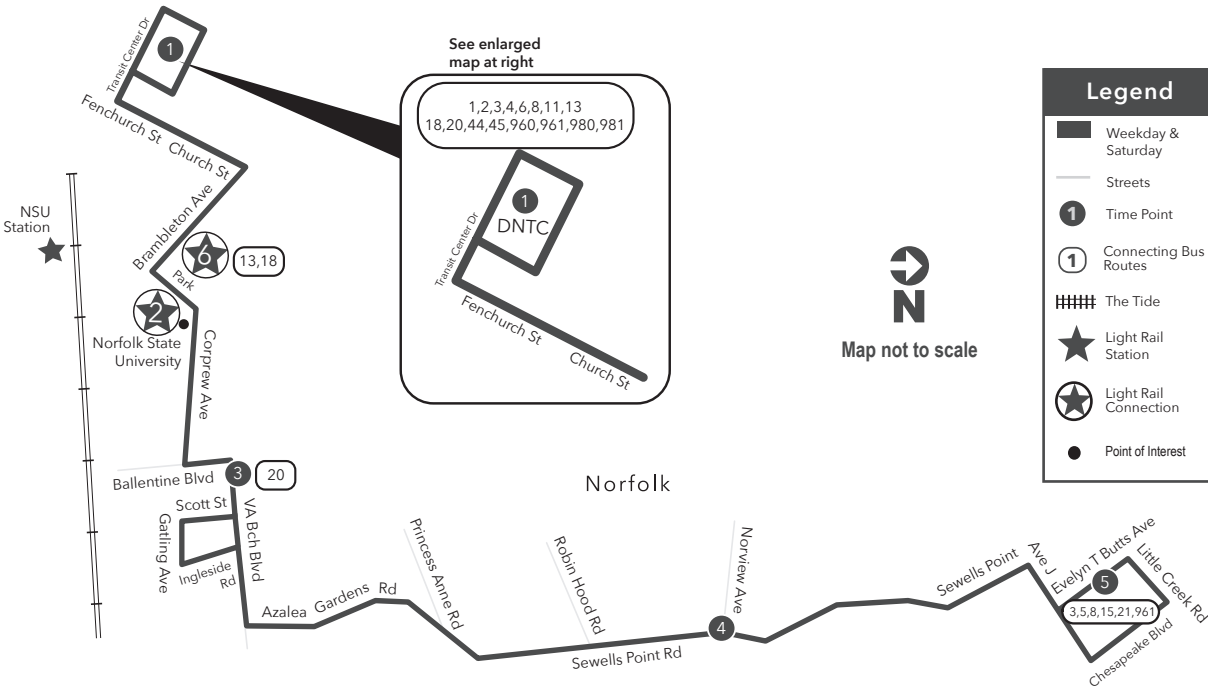 Transit Center Dr
1
Fenchurch St
Church St
Brambleton Ave
NSU
Station
6
13,18
Park
2
Norfolk State
University
Corprew Ave
Ballentine Blvd
3
20
Scott St
Gatling Ave
Ingleside
Rd
VA Bch Blvd
Azalea Gardens Rd
Princess Anne Rd
Robin Hood Rd
Sewells Point Rd
Norview Ave
4
Norfolk
Sewells Point
Ave J
Evelyn T Butts Ave
5
3,5,8,15,21,961
Little Creek Rd
Chesapeake Blvd
See enlarged
map at right
1,2,3,4,6,8,11,13
18,20,44,45,960,961,980,981
1
DNTC
Transit Center Dr
Fenchurch St
Church St
N
Map not to scale
Legend
Weekday &
Saturday
Streets
1
Time Point
1
Connecting Bus
Routes
The Tide
Light Rail
Station
Light Rail
Connection
Point of Interest